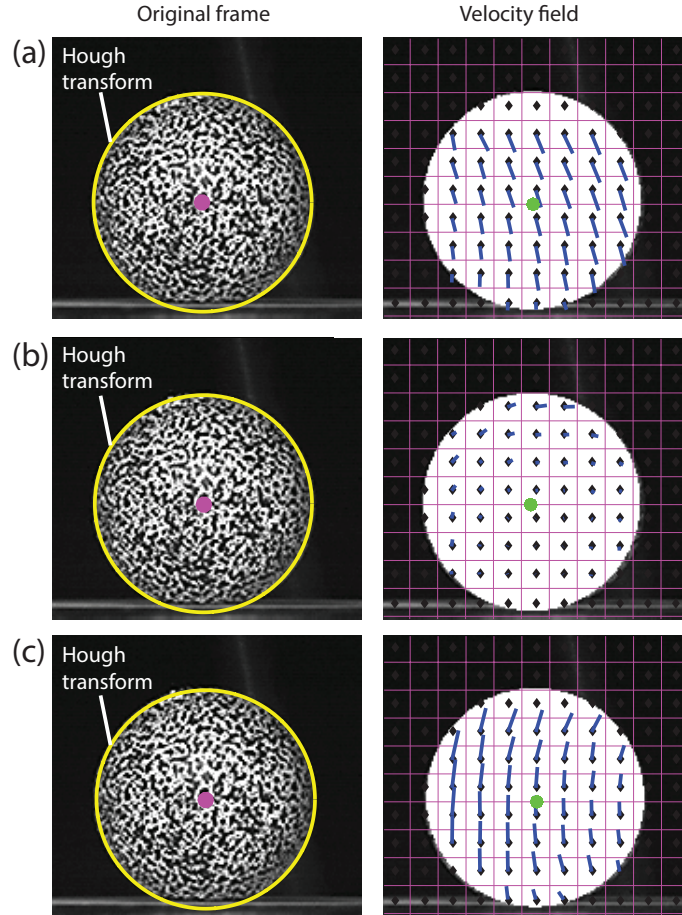 Original frame
Velocity field
(a)
Hough
transform
(b)
Hough
transform
(c)
Hough
transform